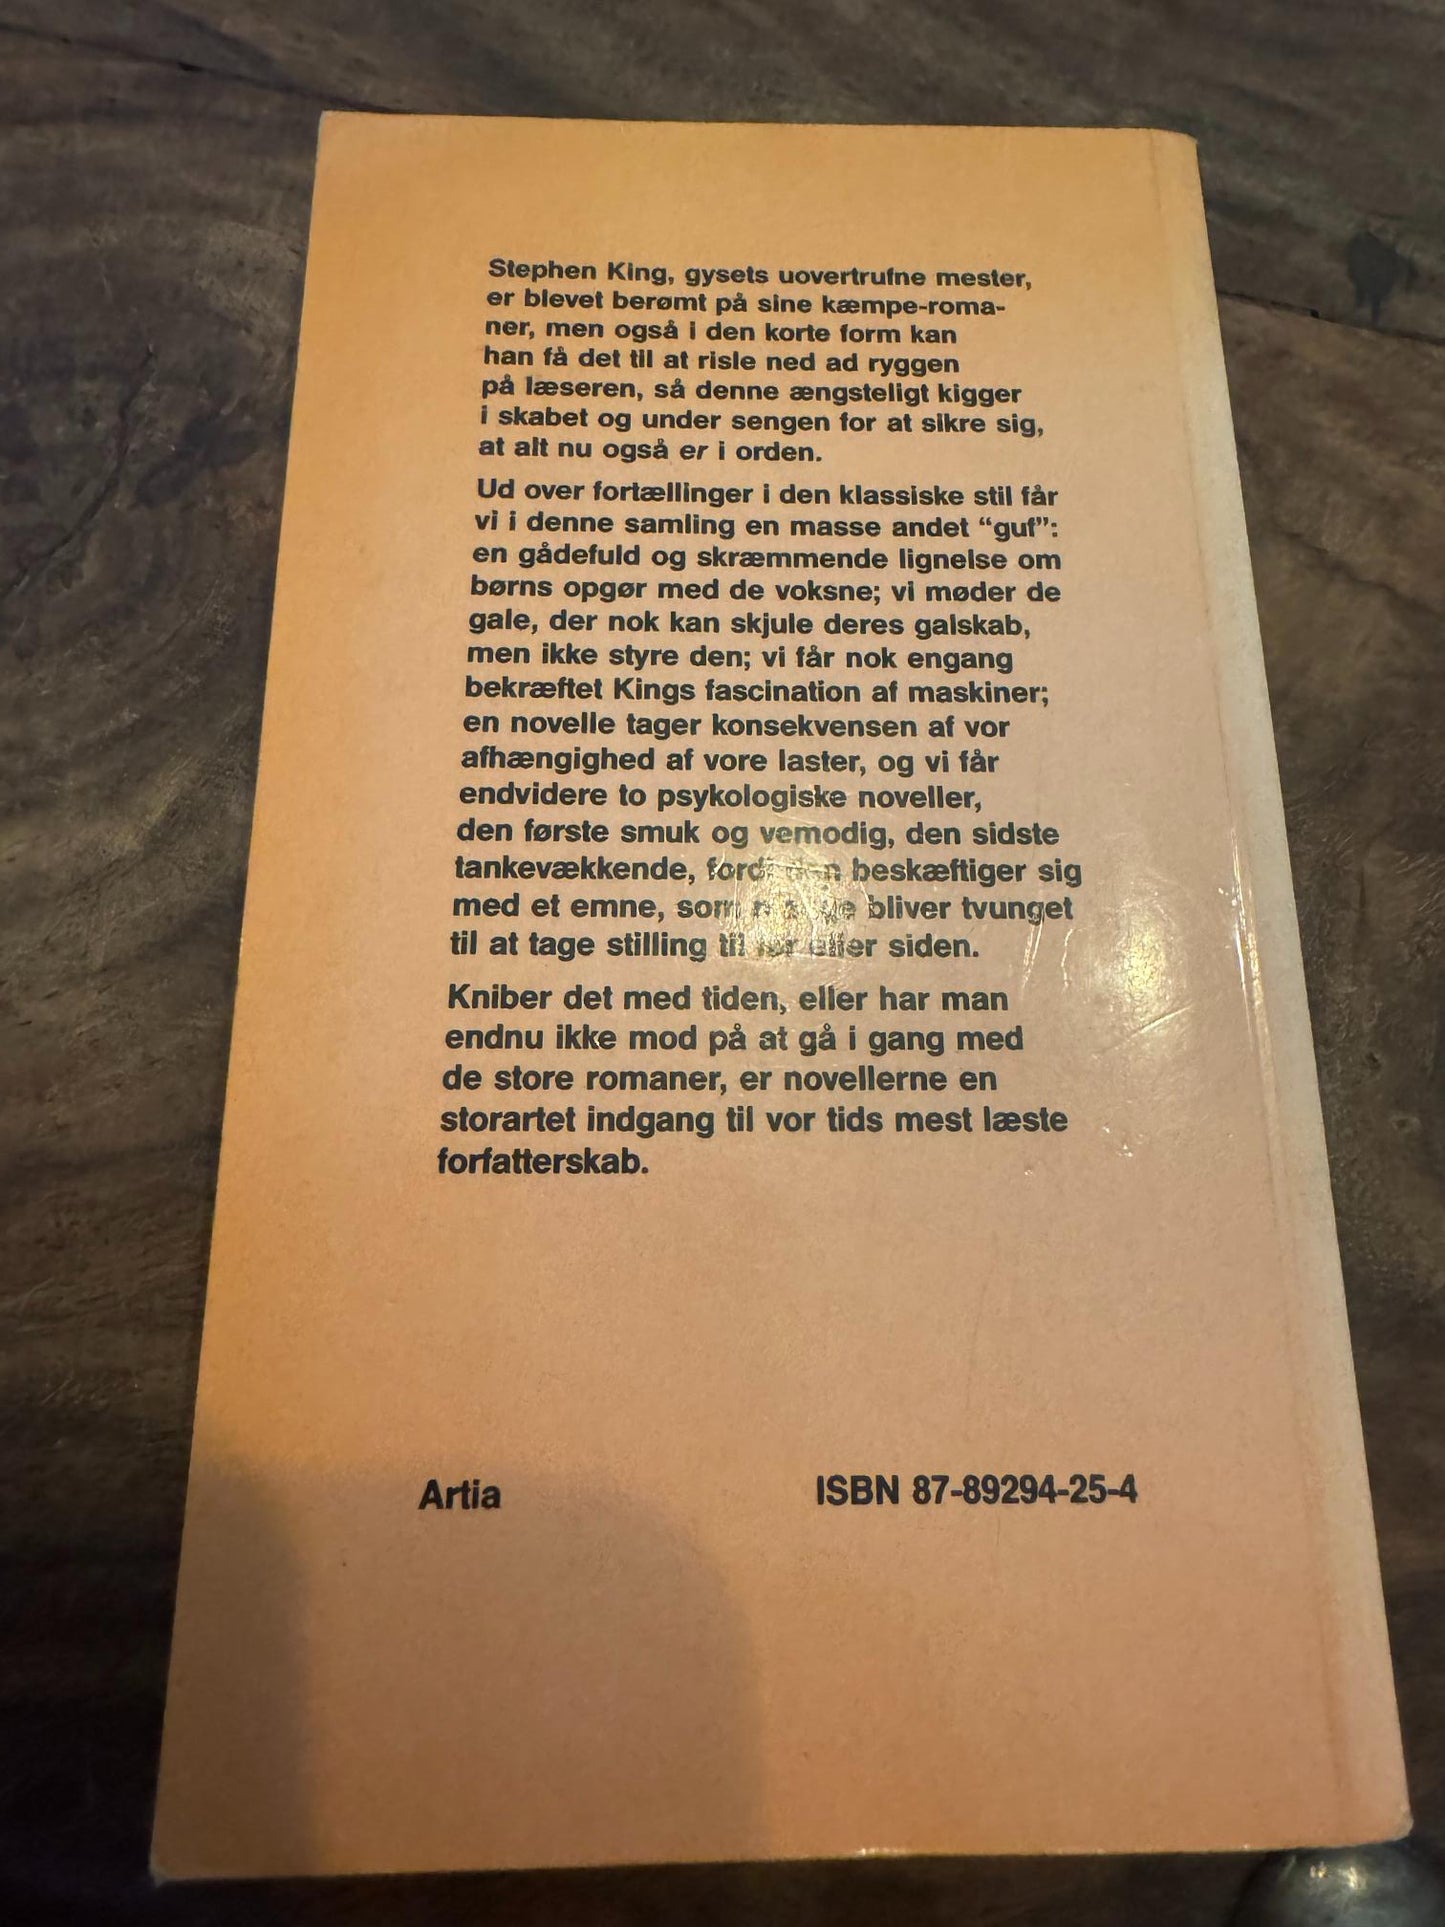 Stephen King, gysets uovertrufne mester,
er blevet berømt på sine kæmpe-roma-
ner, men også i den korte form kan
han få det til at risle ned ad ryggen
på læseren, så denne ængsteligt kigger
i skabet og under sengen for at sikre sig,
at alt nu også er i orden.
Ud over fortællinger i den klassiske stil får
vi i denne samling en masse andet “guf”:
en gådefuld og skræmmende lignelse om
børns opgør med de voksne; vi møder de
gale, der nok kan skjule deres galskab,
men ikke styre den; vi får nok engang
bekræftet Kings fascination af maskiner;
en novelle tager konsekvensen af vor
afhængighed af vore laster, og vi får
endvidere to psykologiske noveller,
den første smuk og vemodig, den sidste
tankevækkende, fordi den beskæftiger sig
med et emne, som bliver tvunget
til at tage stilling til før eller siden.
Kniber det med tiden, eller har man
endnu ikke mod på at gå i gang med
de store romaner, er novellerne en
storartet indgang til vor tids mest læste
forfatterskab.
Artia ISBN 87-89294-25-4